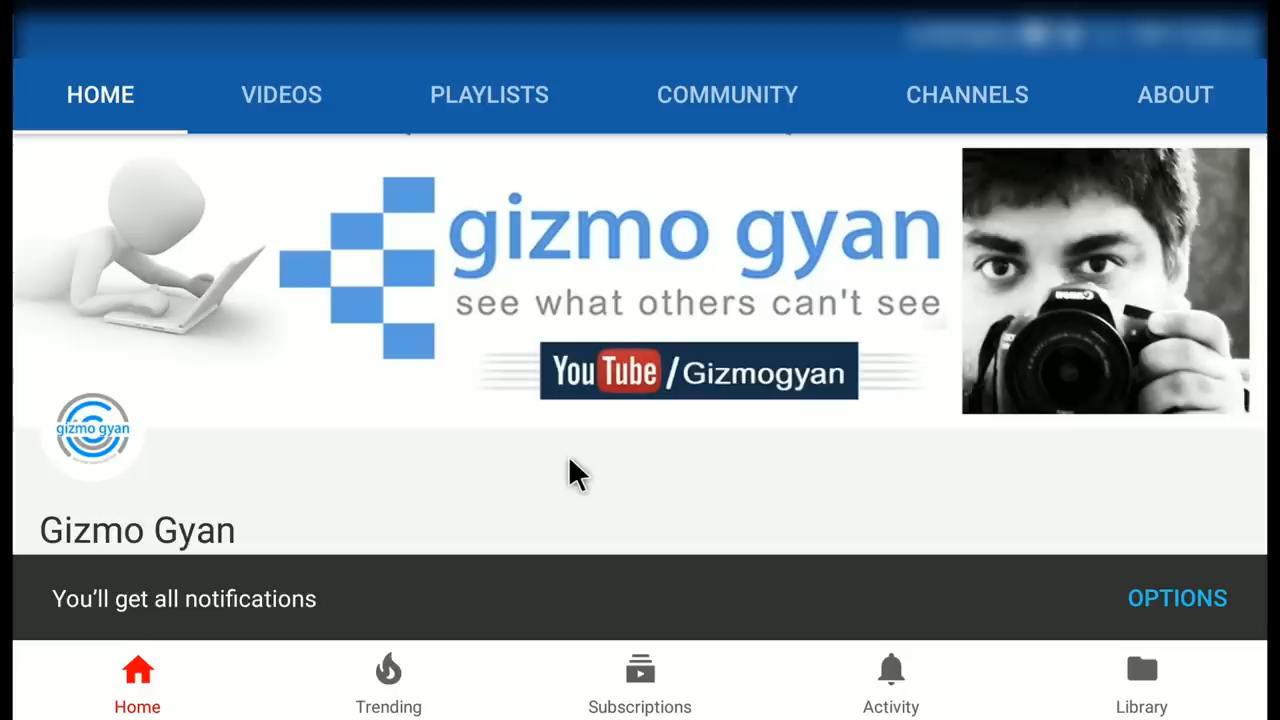 HOME VIDEOS PLAYLISTS COMMUNITY CHANNELS ABOUT
gizmo gyan
see what others can't see
YouTube/Gizmogyan
Canon
gizmo gyan
Gizmo Gyan
You'll get all notifications OPTIONS
Home Trending Subscriptions Activity Library